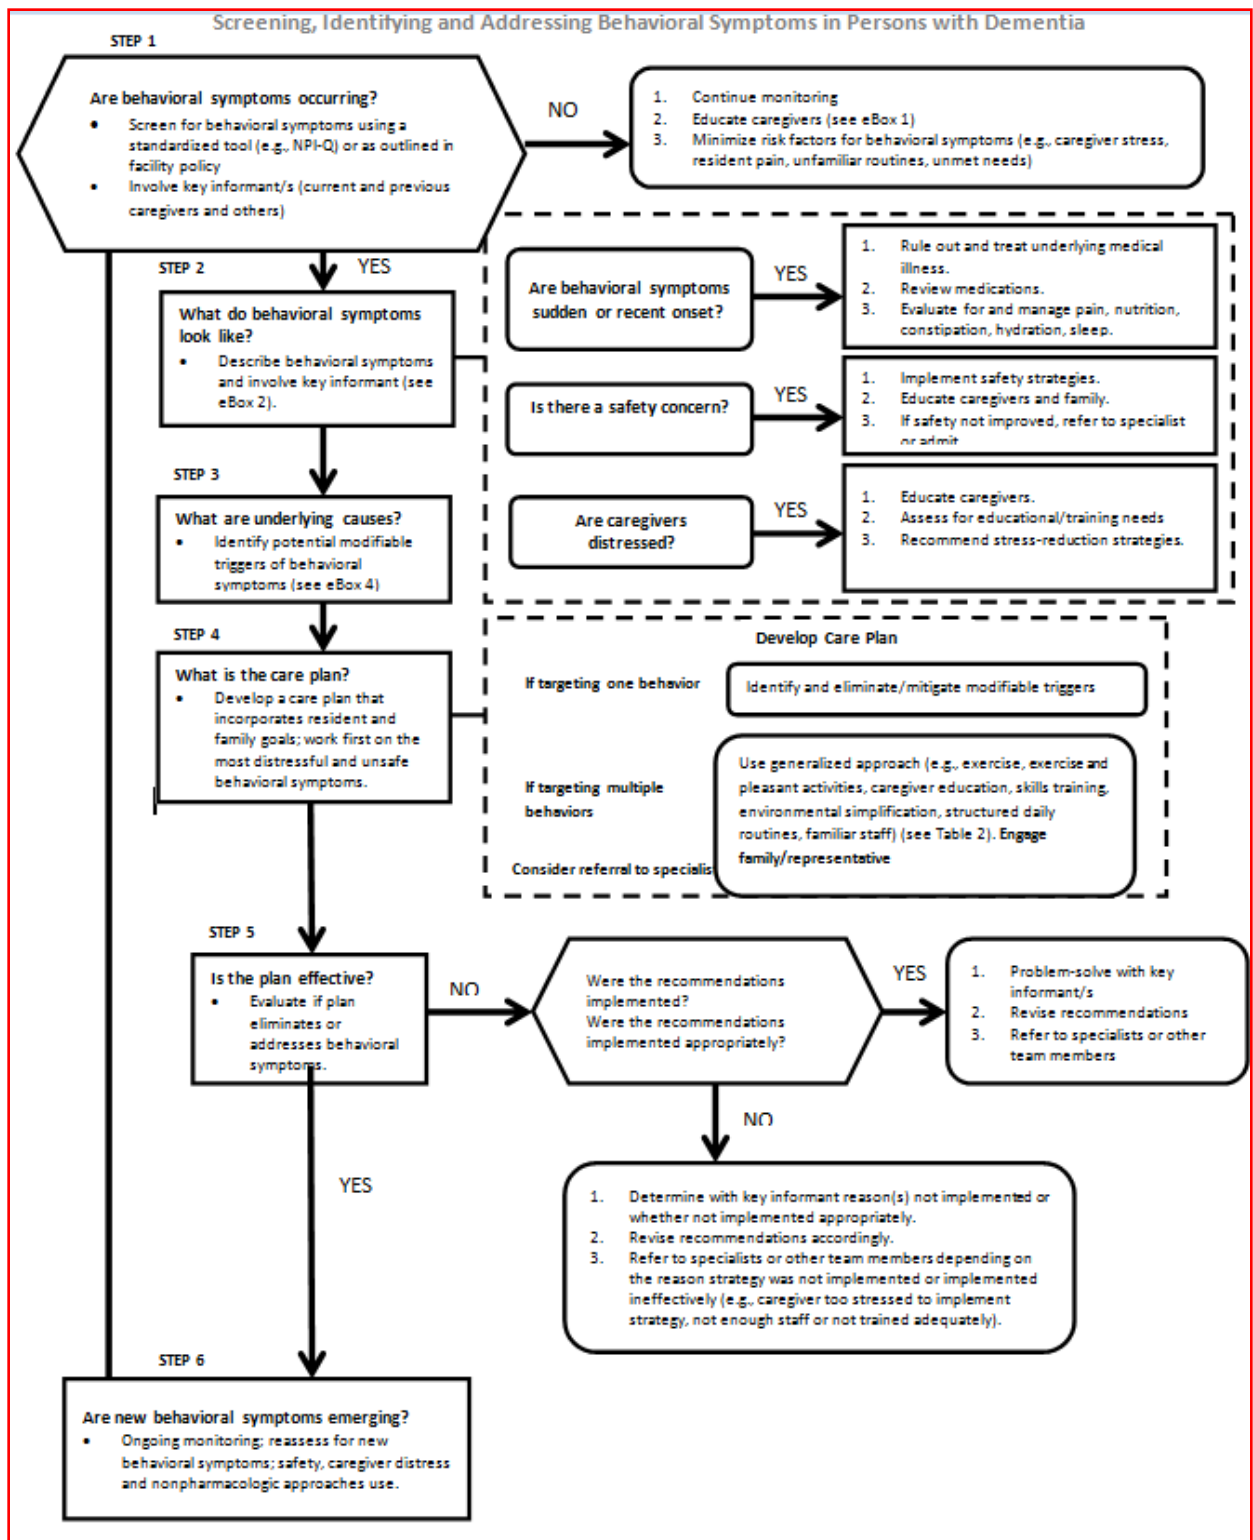 Screening, Identifying and Addressing Behavioral Symptoms in Persons with Dementia
STEP 1
Are behavioral symptoms occurring?
• Screen for behavioral symptoms using a
standardized tool (e.g., NPI-Q) or as outlined in
facility policy
• Involve key informant/s (current and previous
caregivers and others)
NO
1. Continue monitoring
2. Educate caregivers (see eBox 1)
3. Minimize risk factors for behavioral symptoms (e.g., caregiver stress,
resident pain, unfamiliar routines, unmet needs)
STEP 2
YES
What do behavioral symptoms
look like?
• Describe behavioral symptoms
and involve key informant (see
eBox 2).
Are behavioral symptoms
sudden or recent onset?
YES
1. Rule out and treat underlying medical
illness.
2. Review medications.
3. Evaluate for and manage pain, nutrition,
constipation, hydration, sleep.
Is there a safety concern?
YES
1. Implement safety strategies.
2. Educate caregivers and family.
3. If safety not improved, refer to specialist
or admit
Are caregivers
distressed?
YES
1. Educate caregivers.
2. Assess for educational/training needs
3. Recommend stress-reduction strategies.
STEP 3
What are underlying causes?
• Identify potential modifiable
triggers of behavioral
symptoms (see eBox 4)
STEP 4
What is the care plan?
• Develop a care plan that
incorporates resident and
family goals; work first on the
most distressful and unsafe
behavioral symptoms.
Develop Care Plan
If targeting one behavior
Identify and eliminate/mitigate modifiable triggers
If targeting multiple
behaviors
Use generalized approach (e.g., exercise, exercise and
pleasant activities, caregiver education, skills training,
environmental simplification, structured daily
routines, familiar staff) (see Table 2). Engage
family/representative
Consider referral to specialist
STEP 5
Is the plan effective?
• Evaluate if plan
eliminates or
addresses behavioral
symptoms.
NO
Were the recommendations
implemented?
Were the recommendations
implemented appropriately?
YES
1. Problem-solve with key
informant/s
2. Revise recommendations
3. Refer to specialists or other
team members
NO
1. Determine with key informant reason(s) not implemented or
whether not implemented appropriately.
2. Revise recommendations accordingly.
3. Refer to specialists or other team members depending on
the reason strategy was not implemented or implemented
ineffectively (e.g., caregiver too stressed to implement
strategy, not enough staff or not trained adequately).
YES
STEP 6
Are new behavioral symptoms emerging?
• Ongoing monitoring; reassess for new
behavioral symptoms; safety, caregiver distress
and nonpharmacologic approaches use.